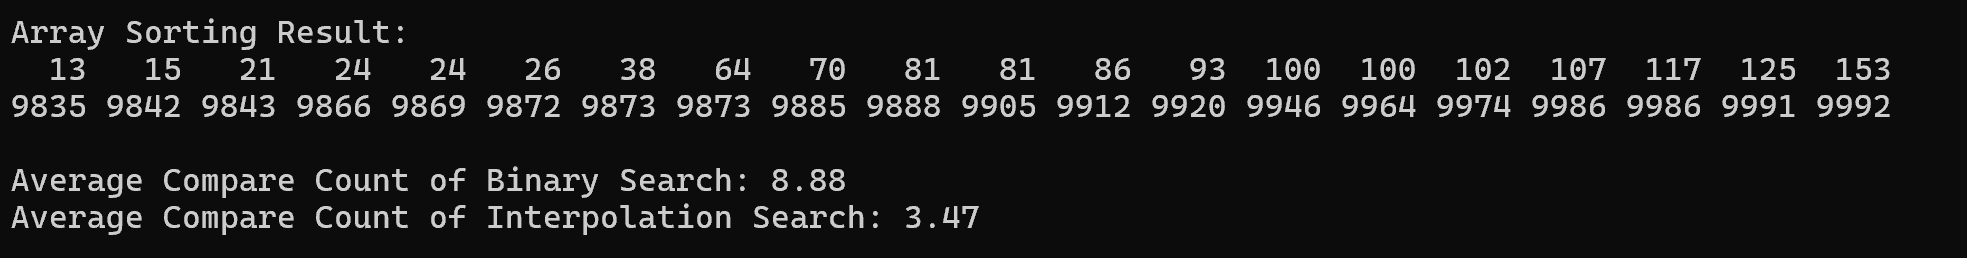 Array Sorting Result:
13 15 21 24 24 26 38 64 70 81 81 86 93 100 100 102 107 117 125 153
9835 9842 9843 9866 9869 9872 9873 9873 9885 9888 9905 9912 9920 9946 9964 9974 9986 9986 9991 9992
Average Compare Count of Binary Search: 8.88
Average Compare Count of Interpolation Search: 3.47